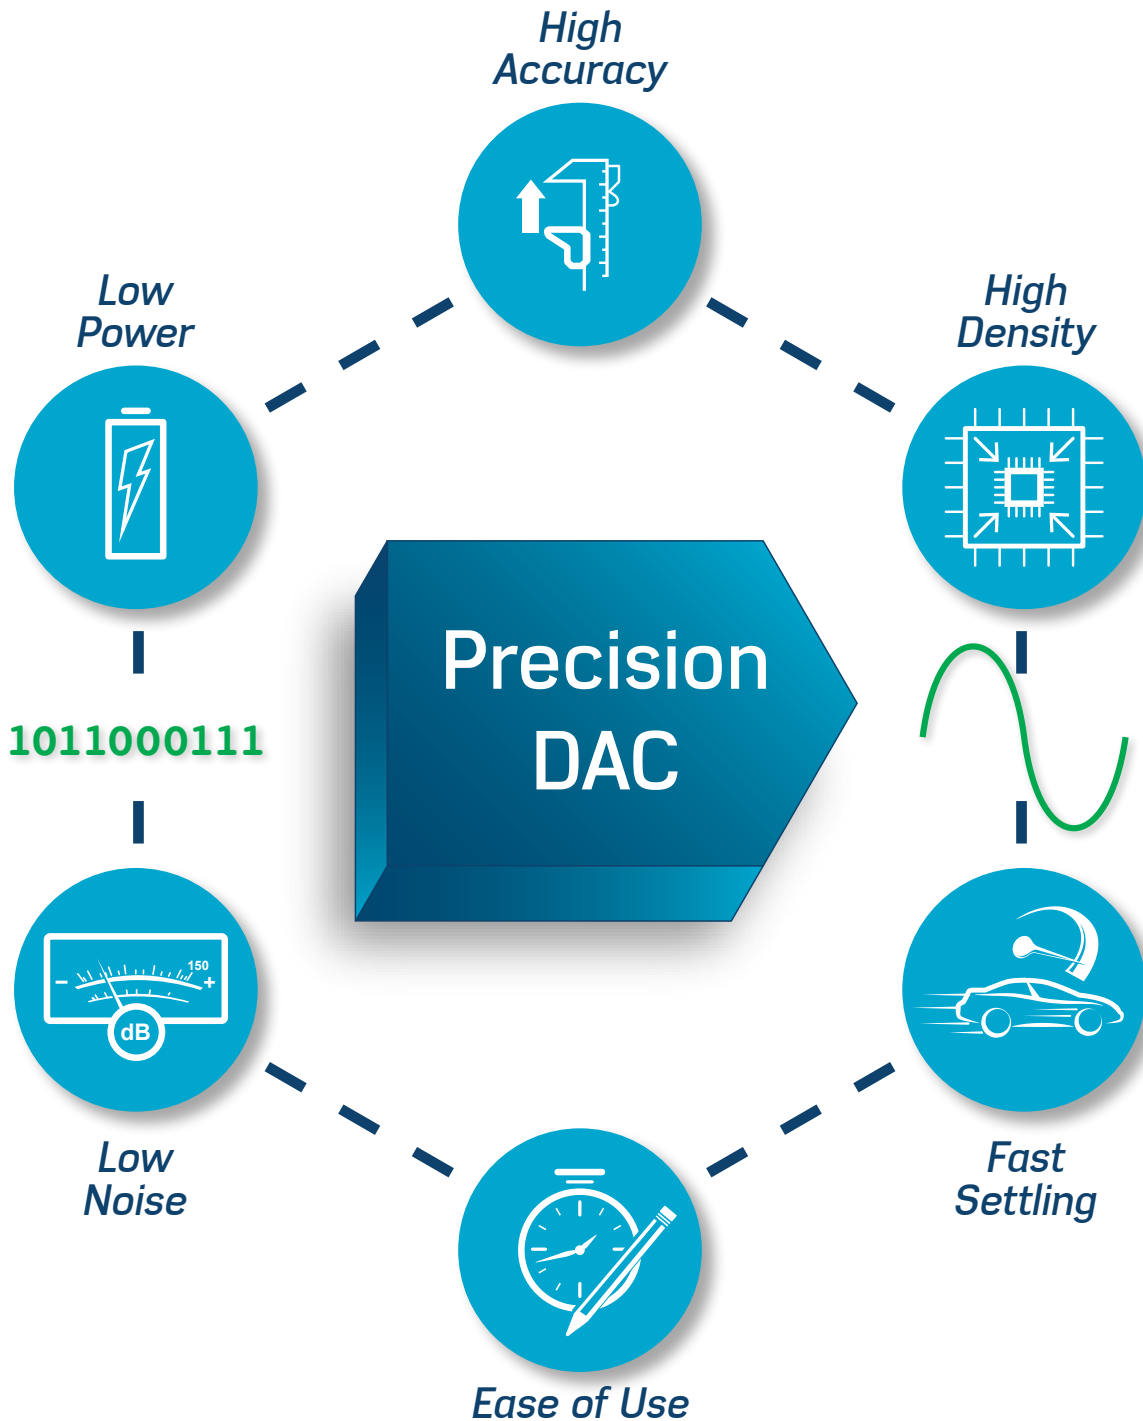 High
Accuracy
Low
Power
High
Density
Precision
DAC
1011000111
150
- +
dB
Low
Noise
Fast
Settling
Ease of Use